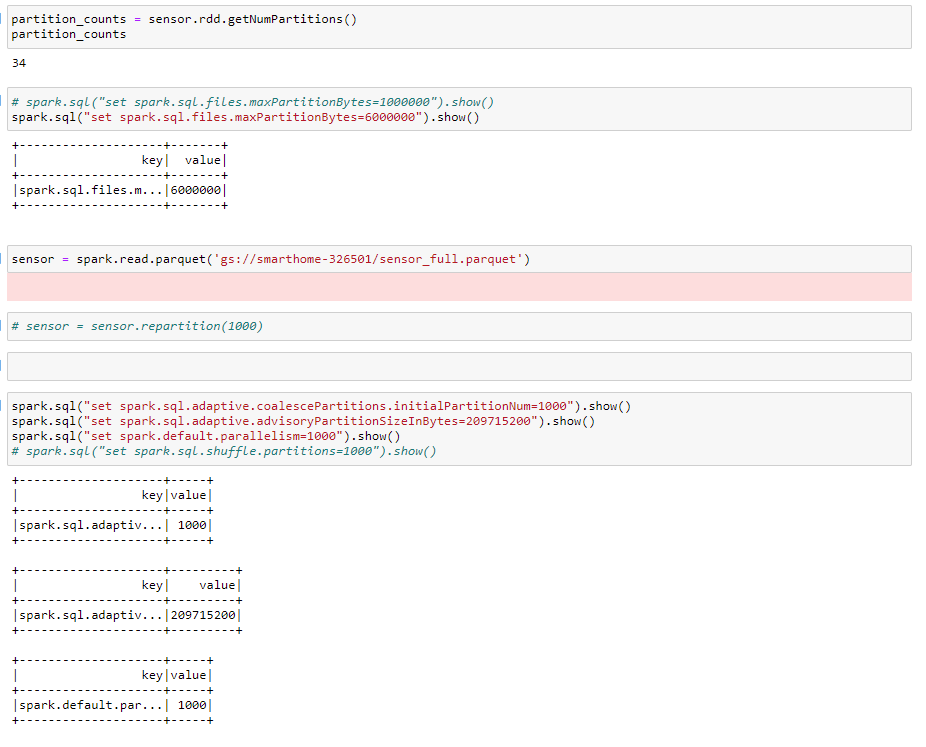 partition_counts = sensor.rdd.getNumPartitions()
partition_counts
34
# spark.sql("set spark.sql.files.maxPartitionBytes=1000000").show()
spark.sql("set spark.sql.files.maxPartitionBytes=6000000").show()
+--------------------+-------+
|                 key|  value|
+--------------------+-------+
|spark.sql.files.m...|6000000|
+--------------------+-------+
sensor = spark.read.parquet('gs://smarthome-326501/sensor_full.parquet')
# sensor = sensor.repartition(1000)
spark.sql("set spark.sql.adaptive.coalescePartitions.initialPartitionNum=1000").show()
spark.sql("set spark.sql.adaptive.advisoryPartitionSizeInBytes=209715200").show()
spark.sql("set spark.default.parallelism=1000").show()
# spark.sql("set spark.sql.shuffle.partitions=1000").show()
+--------------------+-----+
|                 key|value|
+--------------------+-----+
|spark.sql.adaptiv...| 1000|
+--------------------+-----+
+--------------------+---------+
|                 key|    value|
+--------------------+---------+
|spark.sql.adaptiv...|209715200|
+--------------------+---------+
+--------------------+-----+
|                 key|value|
+--------------------+-----+
|spark.default.par...| 1000|
+--------------------+-----+